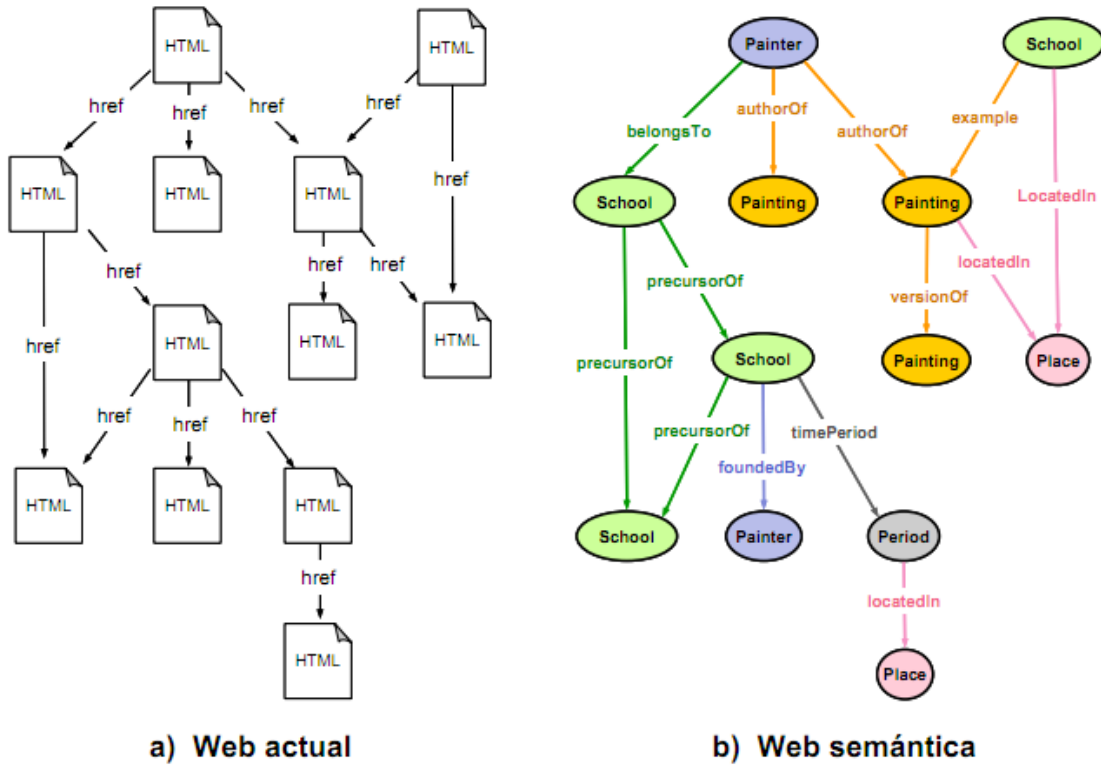 HTML
HTML
href
href
href
href
HTML
HTML
HTML
href
href
href
href
HTML
HTML
HTML
href
href
href
href
HTML
HTML
HTML
href
HTML
a) Web actual
Painter
School
belongsTo
authorOf
authorOf
example
School
Painting
Painting
LocatedIn
precursorOf
versionOf
locatedIn
precursorOf
School
Painting
Place
precursorOf
foundedBy
timePeriod
School
Painter
Period
locatedIn
Place
b) Web semántica